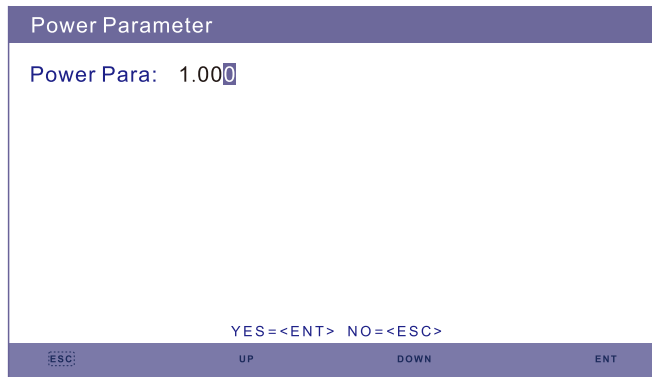 Power Parameter
Power Para: 1.000
YES=<ENT> NO=<ESC>
ESC UP DOWN ENT